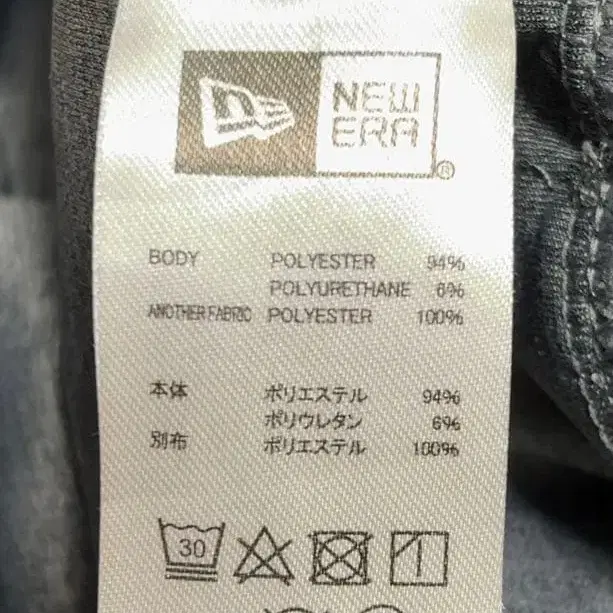 NEW
ERA
®
BODY POLYESTER 94%
POLYURETHANE 6%
ANOTHER FABRIC POLYESTER 100%
本体 ポリエステル 94%
ポリウレタン 6%
別布 ポリエステル 100%
30